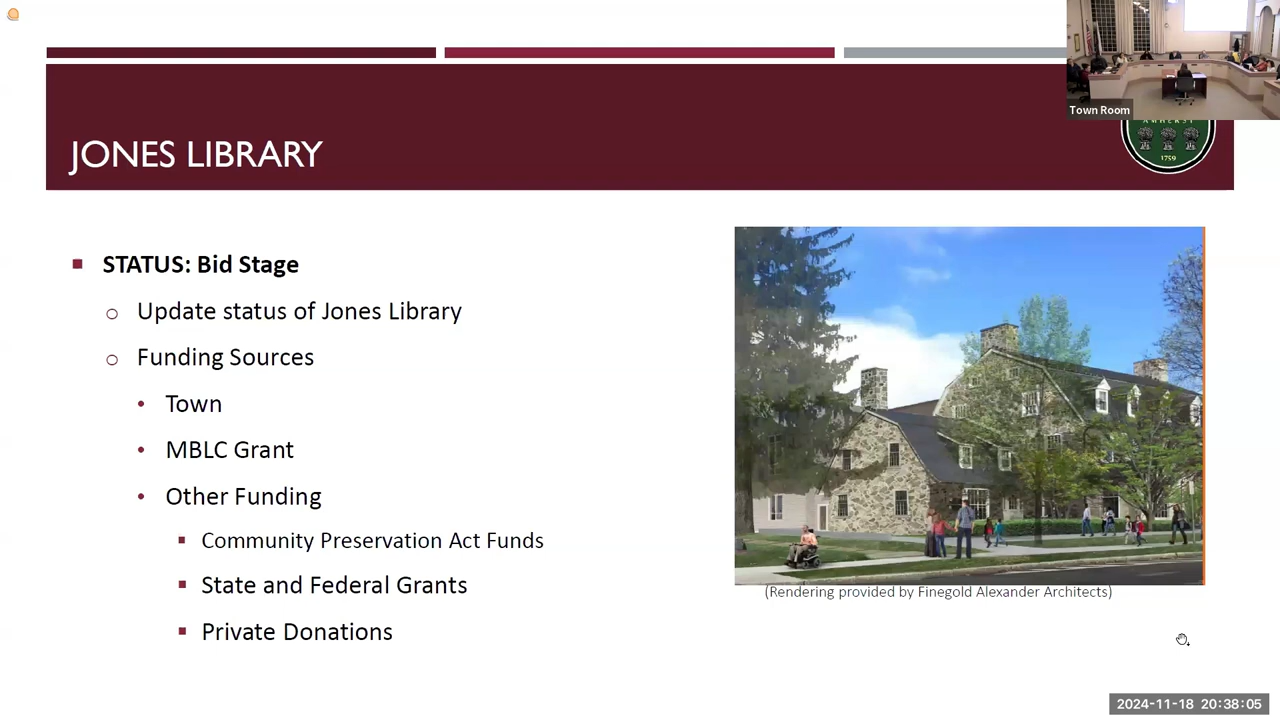 Town Room
AMHERST
1759
JONES LIBRARY
STATUS: Bid Stage
Update status of Jones Library
Funding Sources
Town
MBLC Grant
Other Funding
Community Preservation Act Funds
State and Federal Grants
Private Donations
(Rendering provided by Finegold Alexander Architects)
2024-11-18 20:38:05